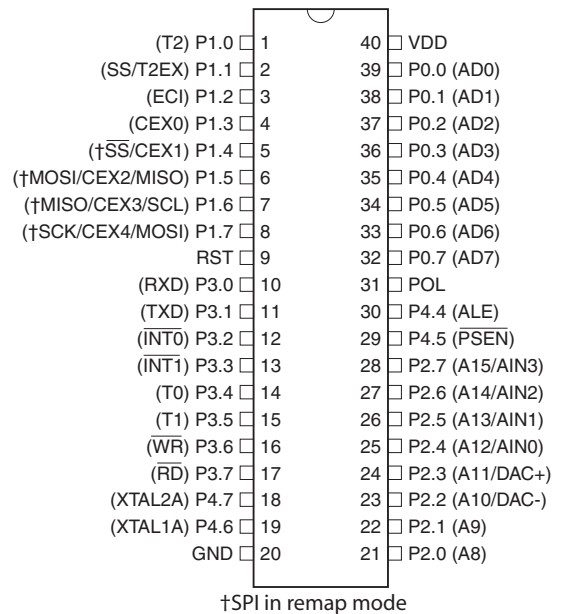 (T2) P1.0 1 40 VDD
(SS/T2EX) P1.1 2 39 P0.0 (AD0)
(ECI) P1.2 3 38 P0.1 (AD1)
(CEX0) P1.3 4 37 P0.2 (AD2)
(†S̅S̅/CEX1) P1.4 5 36 P0.3 (AD3)
(†MOSI/CEX2/MISO) P1.5 6 35 P0.4 (AD4)
(†MISO/CEX3/SCL) P1.6 7 34 P0.5 (AD5)
(†SCK/CEX4/MOSI) P1.7 8 33 P0.6 (AD6)
RST 9 32 P0.7 (AD7)
(RXD) P3.0 10 31 POL
(TXD) P3.1 11 30 P4.4 (ALE)
(I̅N̅T̅0̅) P3.2 12 29 P4.5 (P̅S̅E̅N̅)
(I̅N̅T̅1̅) P3.3 13 28 P2.7 (A15/AIN3)
(T0) P3.4 14 27 P2.6 (A14/AIN2)
(T1) P3.5 15 26 P2.5 (A13/AIN1)
(W̅R̅) P3.6 16 25 P2.4 (A12/AIN0)
(R̅D̅) P3.7 17 24 P2.3 (A11/DAC+)
(XTAL2A) P4.7 18 23 P2.2 (A10/DAC-)
(XTAL1A) P4.6 19 22 P2.1 (A9)
GND 20 21 P2.0 (A8)
†SPI in remap mode